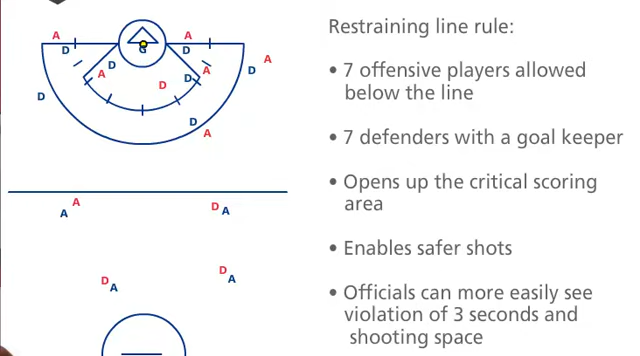 A
A
D
D
G
A
D
A
D
A
D
D
D
D
A
D
A
A
A
D
A
D
A
D
A
D
A
Restraining line rule:
• 7 offensive players allowed
below the line
• 7 defenders with a goal keeper
• Opens up the critical scoring
area
• Enables safer shots
• Officials can more easily see
violation of 3 seconds and
shooting space